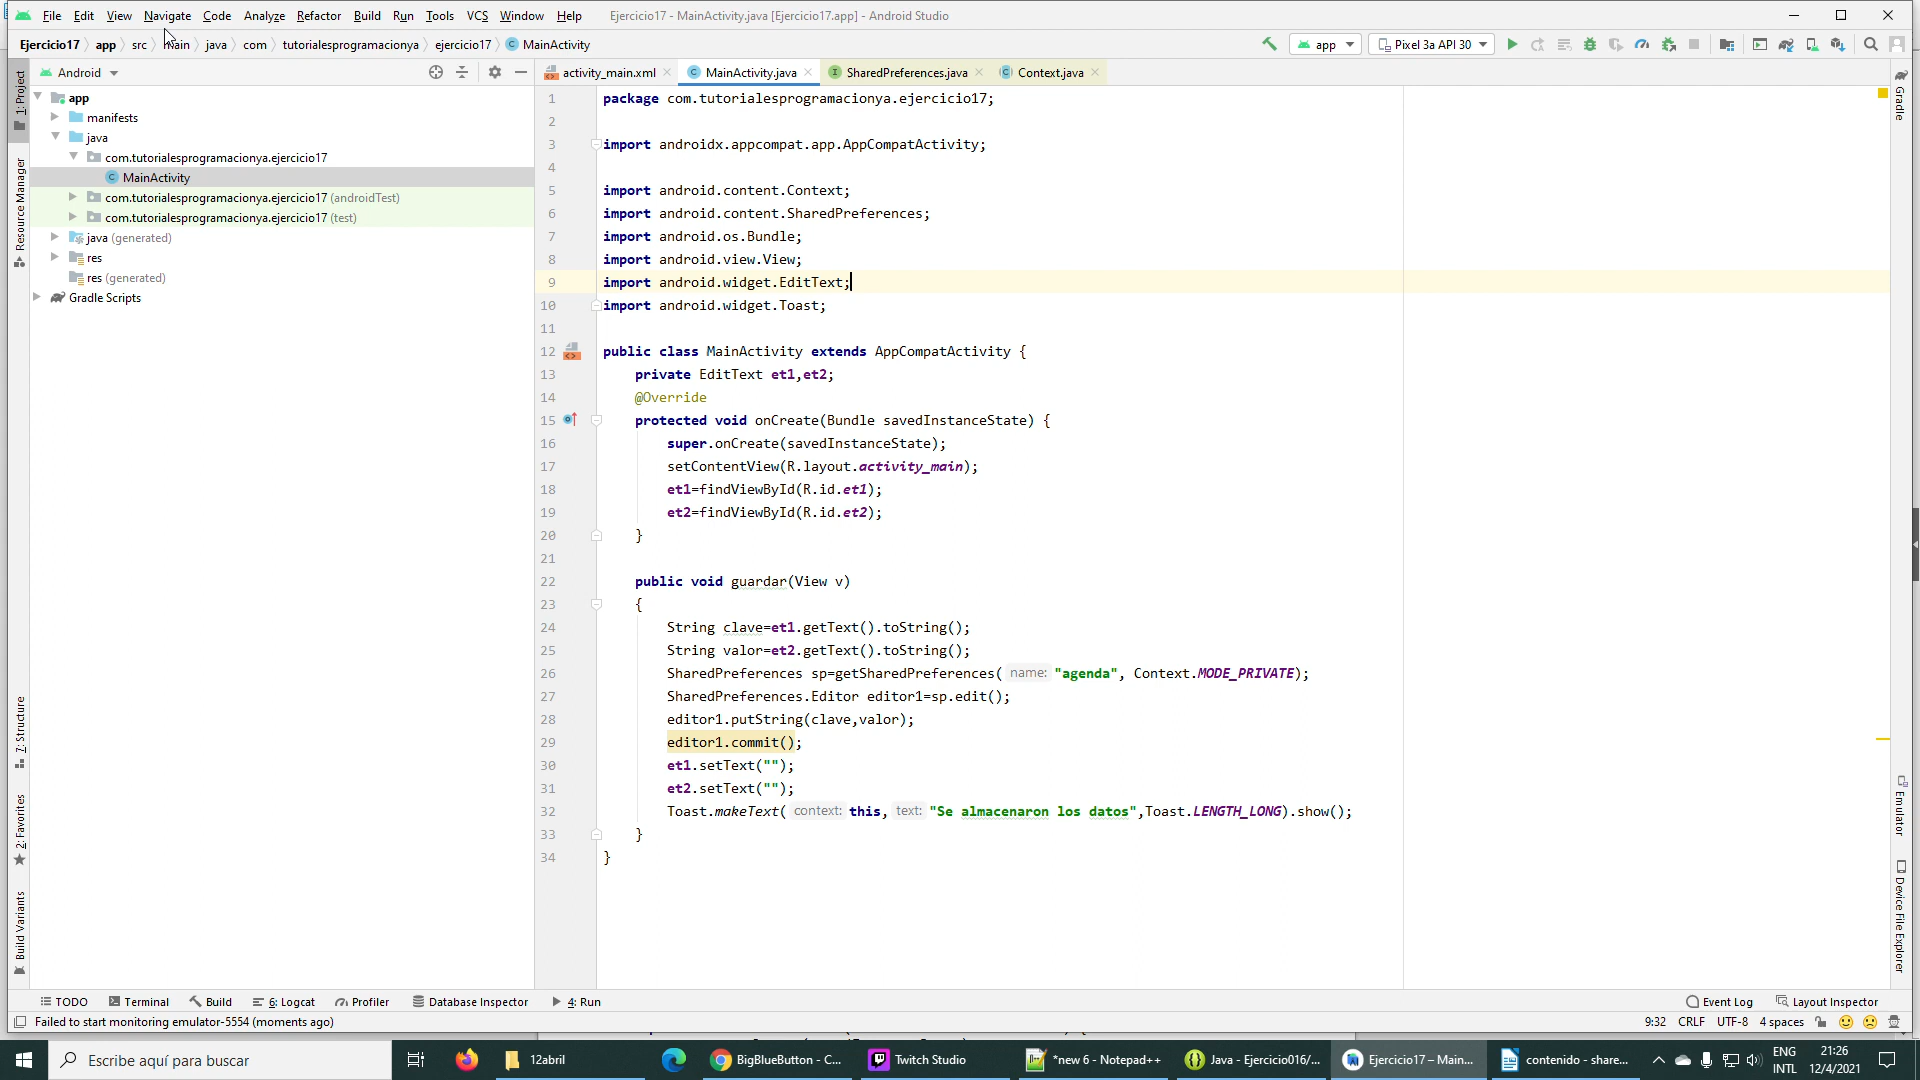 File Edit View Navigate Code Analyze Refactor Build Run Tools VCS Window Help Ejercicio17 - MainActivity.java [Ejercicio17.app] - Android Studio
Ejercicio17 app src main java com tutorialesprogramacionya ejercicio17 MainActivity app Pixel 3a API 30
Android
activity_main.xml MainActivity.java SharedPreferences.java Context.java
app
manifests
java
com.tutorialesprogramacionya.ejercicio17
MainActivity
com.tutorialesprogramacionya.ejercicio17 (androidTest)
com.tutorialesprogramacionya.ejercicio17 (test)
java (generated)
res
res (generated)
Gradle Scripts
1: Project
Resource Manager
7: Structure
2: Favorites
Build Variants
1 package com.tutorialesprogramacionya.ejercicio17;
2
3 import androidx.appcompat.app.AppCompatActivity;
4
5 import android.content.Context;
6 import android.content.SharedPreferences;
7 import android.os.Bundle;
8 import android.view.View;
9 import android.widget.EditText;
10 import android.widget.Toast;
11
12 public class MainActivity extends AppCompatActivity {
13 private EditText et1,et2;
14 @Override
15 protected void onCreate(Bundle savedInstanceState) {
16 super.onCreate(savedInstanceState);
17 setContentView(R.layout.activity_main);
18 et1=findViewById(R.id.et1);
19 et2=findViewById(R.id.et2);
20 }
21
22 public void guardar(View v)
23 {
24 String clave=et1.getText().toString();
25 String valor=et2.getText().toString();
26 SharedPreferences sp=getSharedPreferences( name: "agenda", Context.MODE_PRIVATE);
27 SharedPreferences.Editor editor1=sp.edit();
28 editor1.putString(clave,valor);
29 editor1.commit();
30 et1.setText("");
31 et2.setText("");
32 Toast.makeText( context: this, text: "Se almacenaron los datos",Toast.LENGTH_LONG).show();
33 }
34 }
Gradle
Emulator
Device File Explorer
TODO Terminal Build 6: Logcat Profiler Database Inspector 4: Run Event Log Layout Inspector
Failed to start monitoring emulator-5554 (moments ago) 9:32 CRLF UTF-8 4 spaces
Escribe aquí para buscar 12abril BigBlueButton - C... Twitch Studio *new 6 - Notepad++ Java - Ejercicio016/... Ejercicio17 – Main... contenido - share... ENG 21:26
INTL 12/4/2021